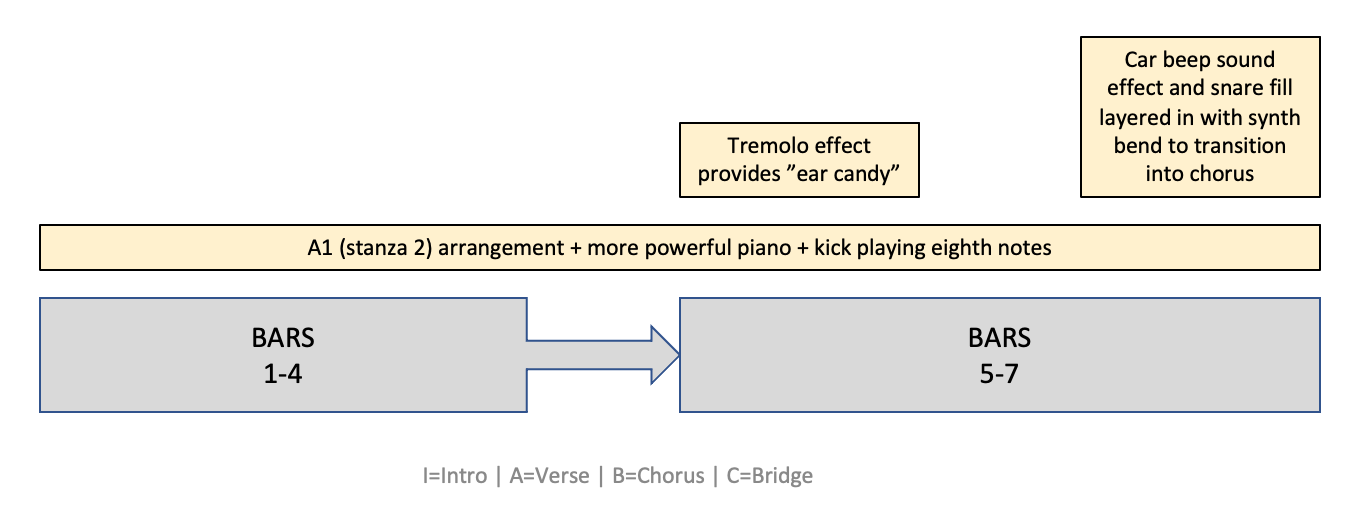 Car beep sound
effect and snare fill
layered in with synth
bend to transition
into chorus
Tremolo effect
provides ”ear candy”
A1 (stanza 2) arrangement + more powerful piano + kick playing eighth notes
BARS
1-4
BARS
5-7
I=Intro | A=Verse | B=Chorus | C=Bridge